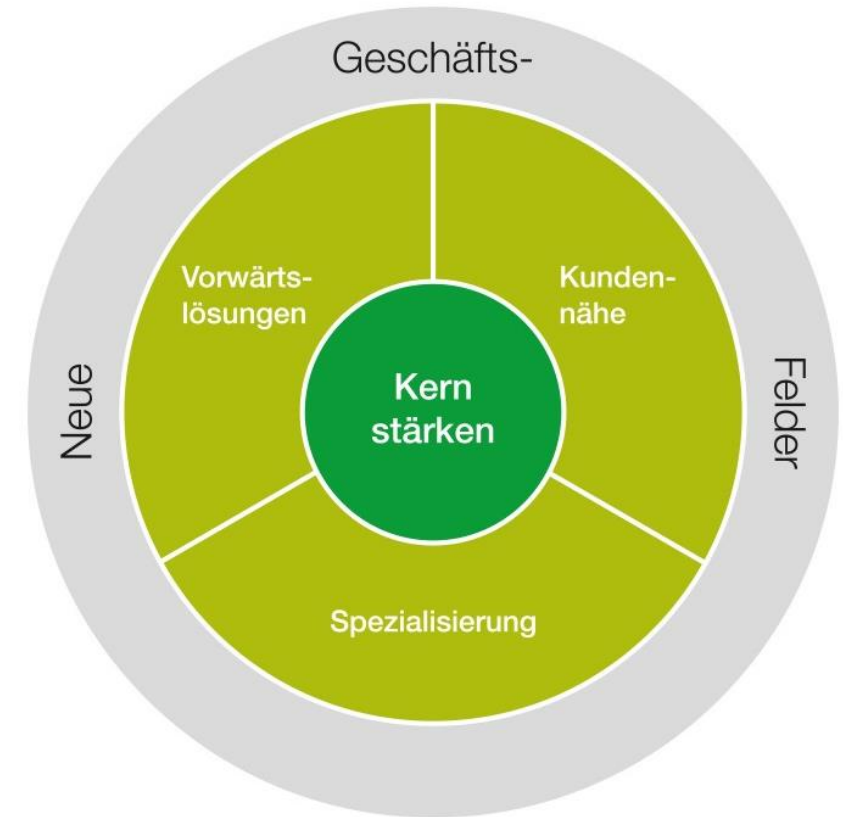 Neue
Geschäfts-
Felder
Vorwärts-
lösungen
Kunden-
nähe
Kern
stärken
Spezialisierung